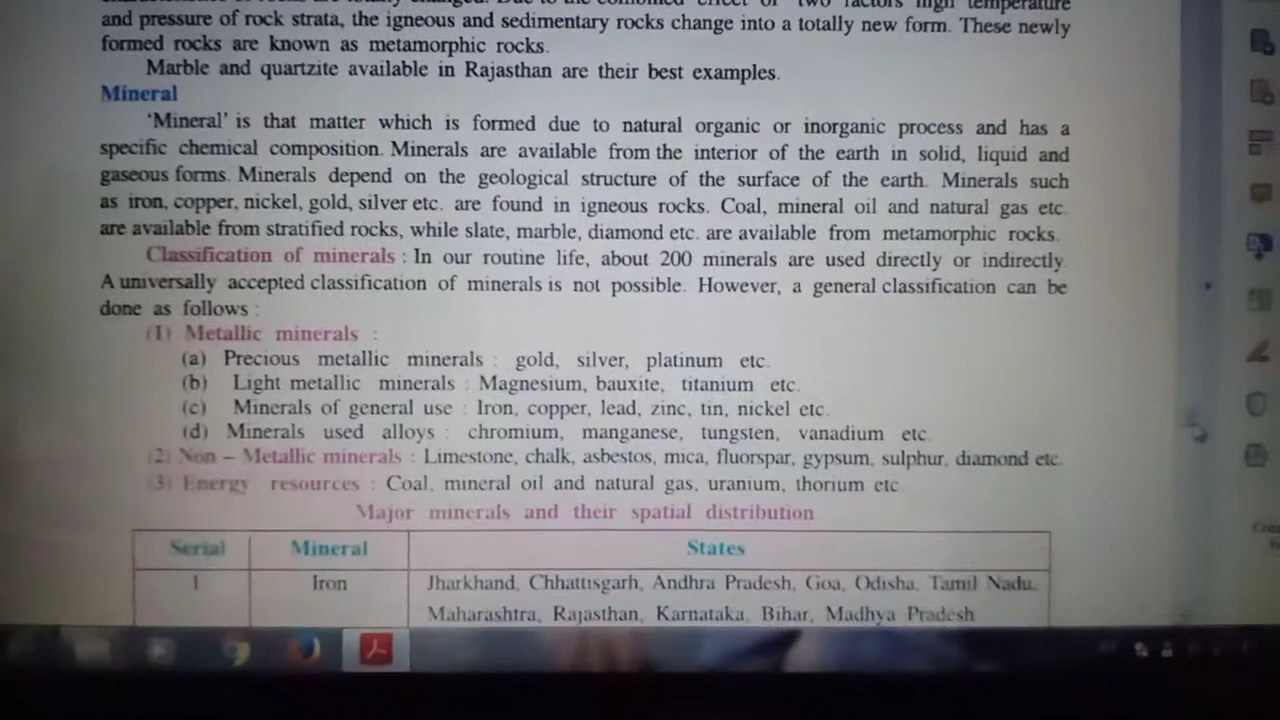 and pressure of rock strata, the igneous and sedimentary rocks change into a totally new form. These newly
formed rocks are known as metamorphic rocks.
Marble and quartzite available in Rajasthan are their best examples.
Mineral
‘Mineral’ is that matter which is formed due to natural organic or inorganic process and has a
specific chemical composition. Minerals are available from the interior of the earth in solid, liquid and
gaseous forms. Minerals depend on the geological structure of the surface of the earth. Minerals such
as iron, copper, nickel, gold, silver etc. are found in igneous rocks. Coal, mineral oil and natural gas etc.
are available from stratified rocks, while slate, marble, diamond etc. are available from metamorphic rocks.
Classification of minerals : In our routine life, about 200 minerals are used directly or indirectly.
A universally accepted classification of minerals is not possible. However, a general classification can be
done as follows :
(1) Metallic minerals :
(a) Precious metallic minerals : gold, silver, platinum etc.
(b) Light metallic minerals : Magnesium, bauxite, titanium etc.
(c) Minerals of general use : Iron, copper, lead, zinc, tin, nickel etc.
(d) Minerals used alloys : chromium, manganese, tungsten, vanadium etc.
(2) Non – Metallic minerals : Limestone, chalk, asbestos, mica, fluorspar, gypsum, sulphur, diamond etc.
(3) Energy resources : Coal, mineral oil and natural gas, uranium, thorium etc.
Major minerals and their spatial distribution
Serial Mineral States
1 Iron Jharkhand, Chhattisgarh, Andhra Pradesh, Goa, Odisha, Tamil Nadu,
Maharashtra, Rajasthan, Karnataka, Bihar, Madhya Pradesh